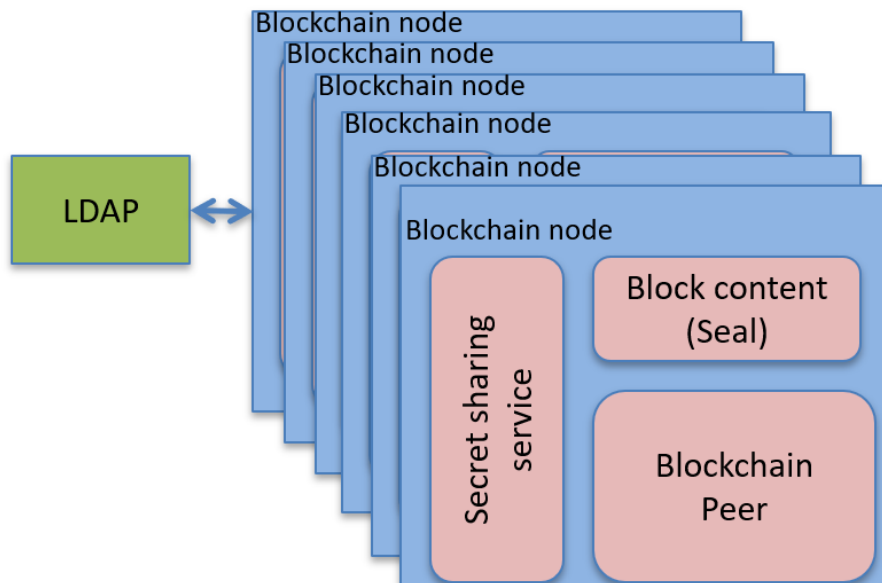 Blockchain node
Blockchain node
Blockchain node
Blockchain node
Blockchain node
LDAP
Blockchain node
Secret sharing
service
Block content
(Seal)
Blockchain
Peer